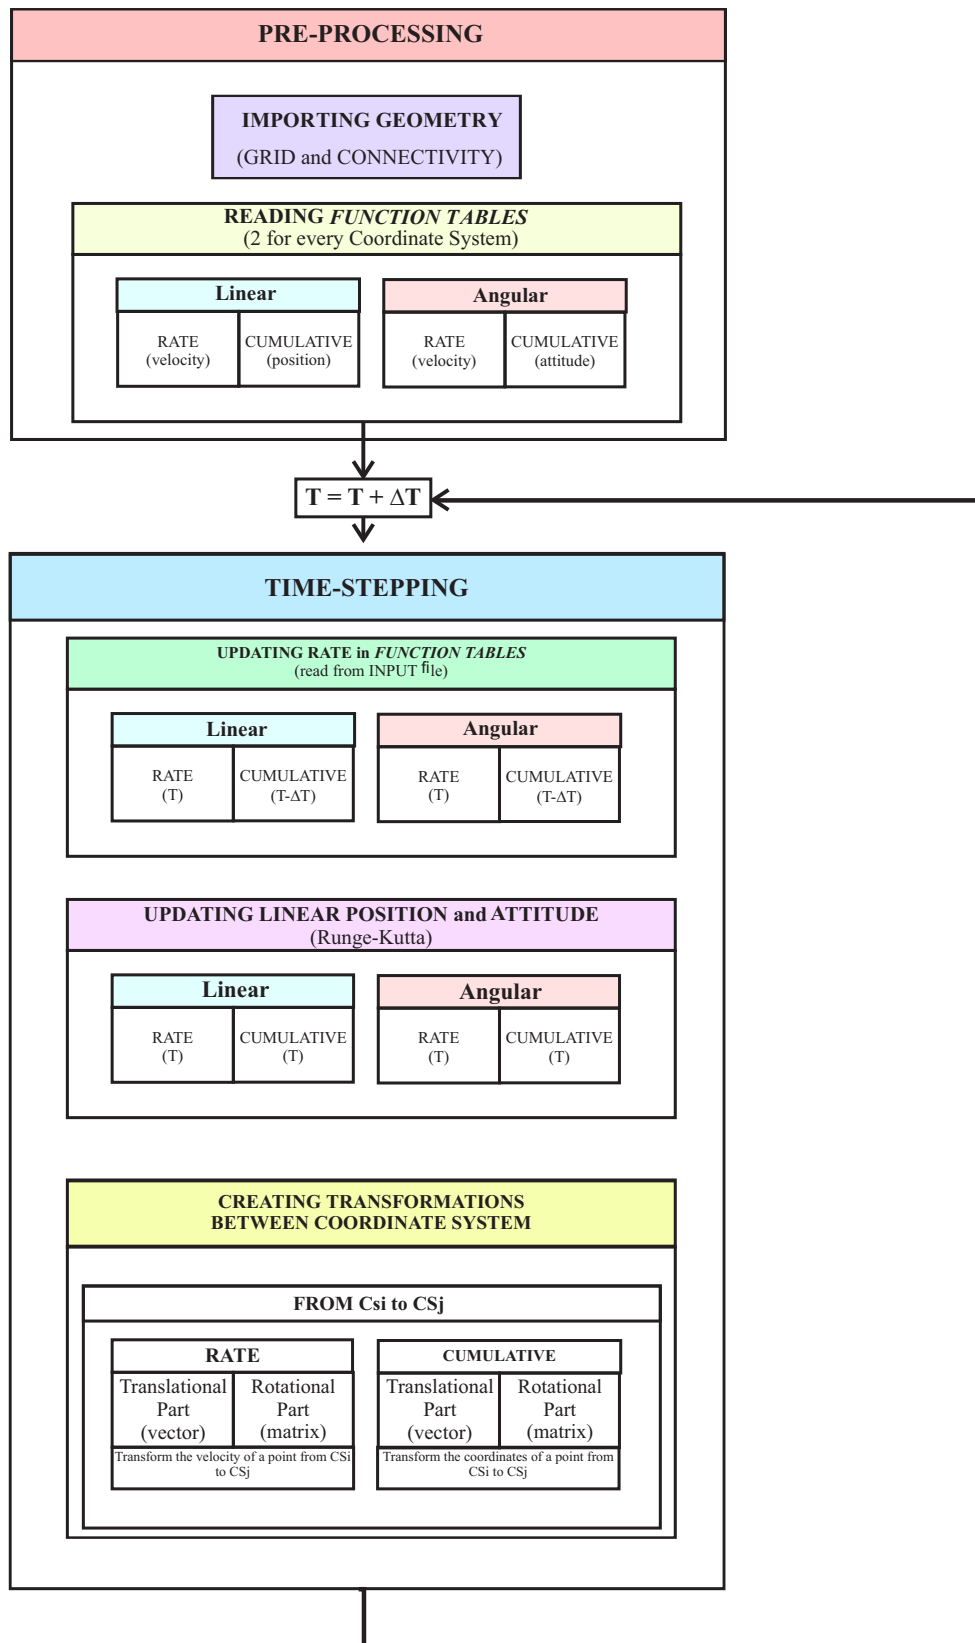 PRE-PROCESSING
IMPORTING GEOMETRY
(GRID and CONNECTIVITY)
READING FUNCTION TABLES
(2 for every Coordinate System)
Linear
RATE
(velocity)
CUMULATIVE
(position)
Angular
RATE
(velocity)
CUMULATIVE
(attitude)
T = T + ΔT
TIME-STEPPING
UPDATING RATE in FUNCTION TABLES
(read from INPUT file)
Linear
RATE
(T)
CUMULATIVE
(T-ΔT)
Angular
RATE
(T)
CUMULATIVE
(T-ΔT)
UPDATING LINEAR POSITION and ATTITUDE
(Runge-Kutta)
Linear
RATE
(T)
CUMULATIVE
(T)
Angular
RATE
(T)
CUMULATIVE
(T)
CREATING TRANSFORMATIONS
BETWEEN COORDINATE SYSTEM
FROM Csi to CSj
RATE
Translational
Part
(vector)
Rotational
Part
(matrix)
Transform the velocity of a point from CSi
to CSj
CUMULATIVE
Translational
Part
(vector)
Rotational
Part
(matrix)
Transform the coordinates of a point from
CSi to CSj